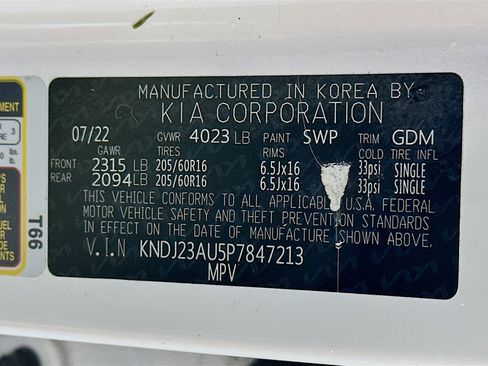 MANUFACTURED IN KOREA BY
KIA CORPORATION
07/22 GVWR 4023 LB PAINT SWP TRIM GDM
GAWR TIRES RIMS COLD TIRE INFL
FRONT 2315 LB 205/60R16 6.5Jx16 33psi SINGLE
REAR 2094 LB 205/60R16 6.5Jx16 33psi SINGLE
THIS VEHICLE CONFORMS TO ALL APPLICABLE U.S.A. FEDERAL
MOTOR VEHICLE SAFETY AND THEFT PREVENTION STANDARDS
IN EFFECT ON THE DATE OF MANUFACTURE SHOWN ABOVE.
V.I.N KNDJ23AU5P7847213
MPV
T66
3